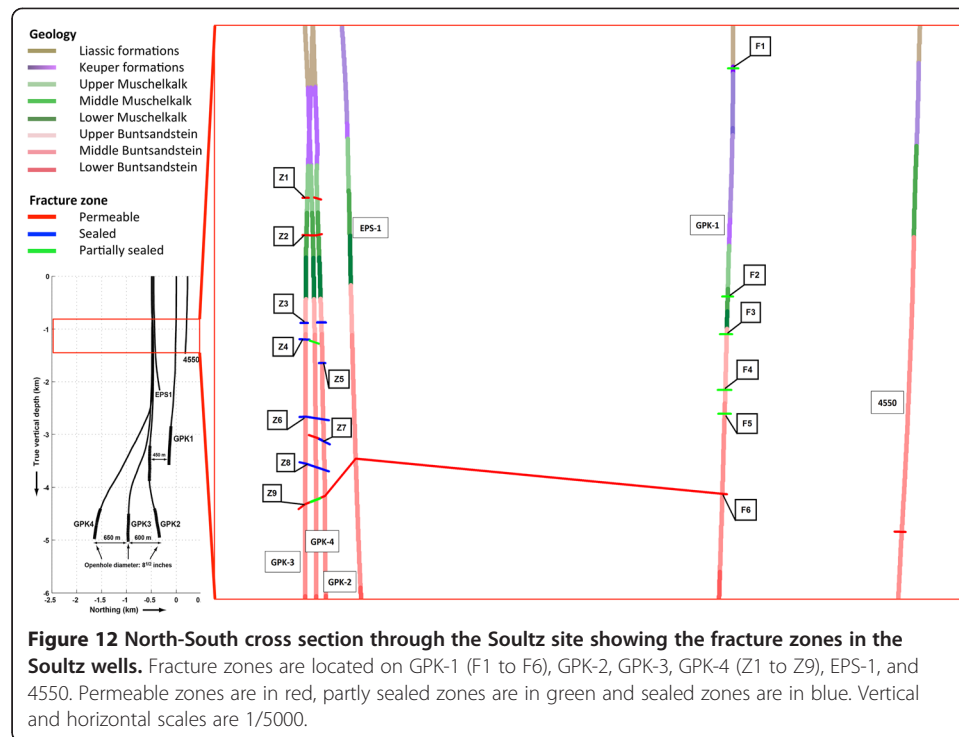 Geology
Liassic formations
Keuper formations
Upper Muschelkalk
Middle Muschelkalk
Lower Muschelkalk
Upper Buntsandstein
Middle Buntsandstein
Lower Buntsandstein
Fracture zone
Permeable
Sealed
Partially sealed
0
-1
-2
-3
-4
-5
-6
True vertical depth (km)
4550
EPS1
GPK1
450 m
GPK4
GPK3
GPK2
650 m
600 m
Openhole diameter: 8 1/2 inches
-2.5
-2
-1.5
-1
-0.5
0
0.
Northing (km)
Z1
Z2
Z3
Z4
Z5
Z6
Z7
Z8
Z9
EPS-1
GPK-3
GPK-4
GPK-2
F1
GPK-1
F2
F3
F4
F5
F6
4550
Figure 12 North-South cross section through the Soultz site showing the fracture zones in the
Soultz wells. Fracture zones are located on GPK-1 (F1 to F6), GPK-2, GPK-3, GPK-4 (Z1 to Z9), EPS-1, and
4550. Permeable zones are in red, partly sealed zones are in green and sealed zones are in blue. Vertical
and horizontal scales are 1/5000.